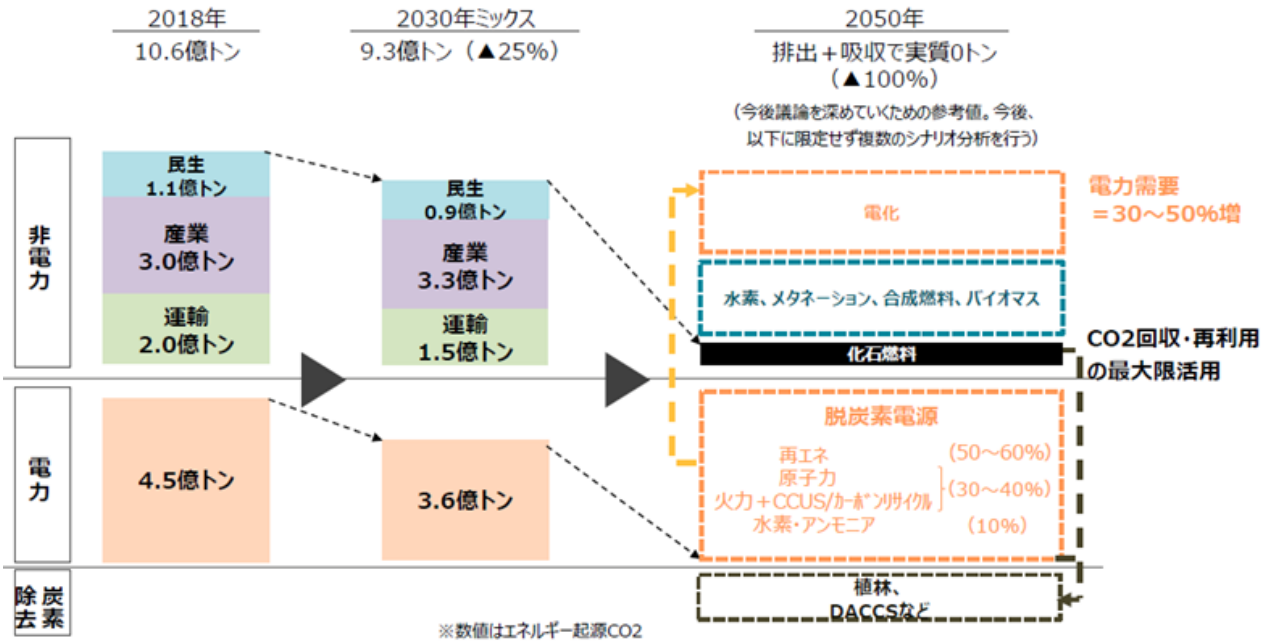 2018年
10.6億トン
2030年ミックス
9.3億トン（▲25%）
2050年
排出＋吸収で実質0トン
（▲100%）
（今後議論を深めていくための参考値。今後、
以下に限定せず複数のシナリオ分析を行う）
非電力
民生
1.1億トン
産業
3.0億トン
運輸
2.0億トン
民生
0.9億トン
産業
3.3億トン
運輸
1.5億トン
電化
水素、メタネーション、合成燃料、バイオマス
化石燃料
電力需要
＝30～50%増
CO2回収・再利用
の最大限活用
電力
4.5億トン
3.6億トン
脱炭素電源
再エネ （50～60%）
原子力
火力＋CCUS/カーボンリサイクル （30～40%）
水素・アンモニア （10%）
炭素除去
植林、
DACCSなど
※数値はエネルギー起源CO2